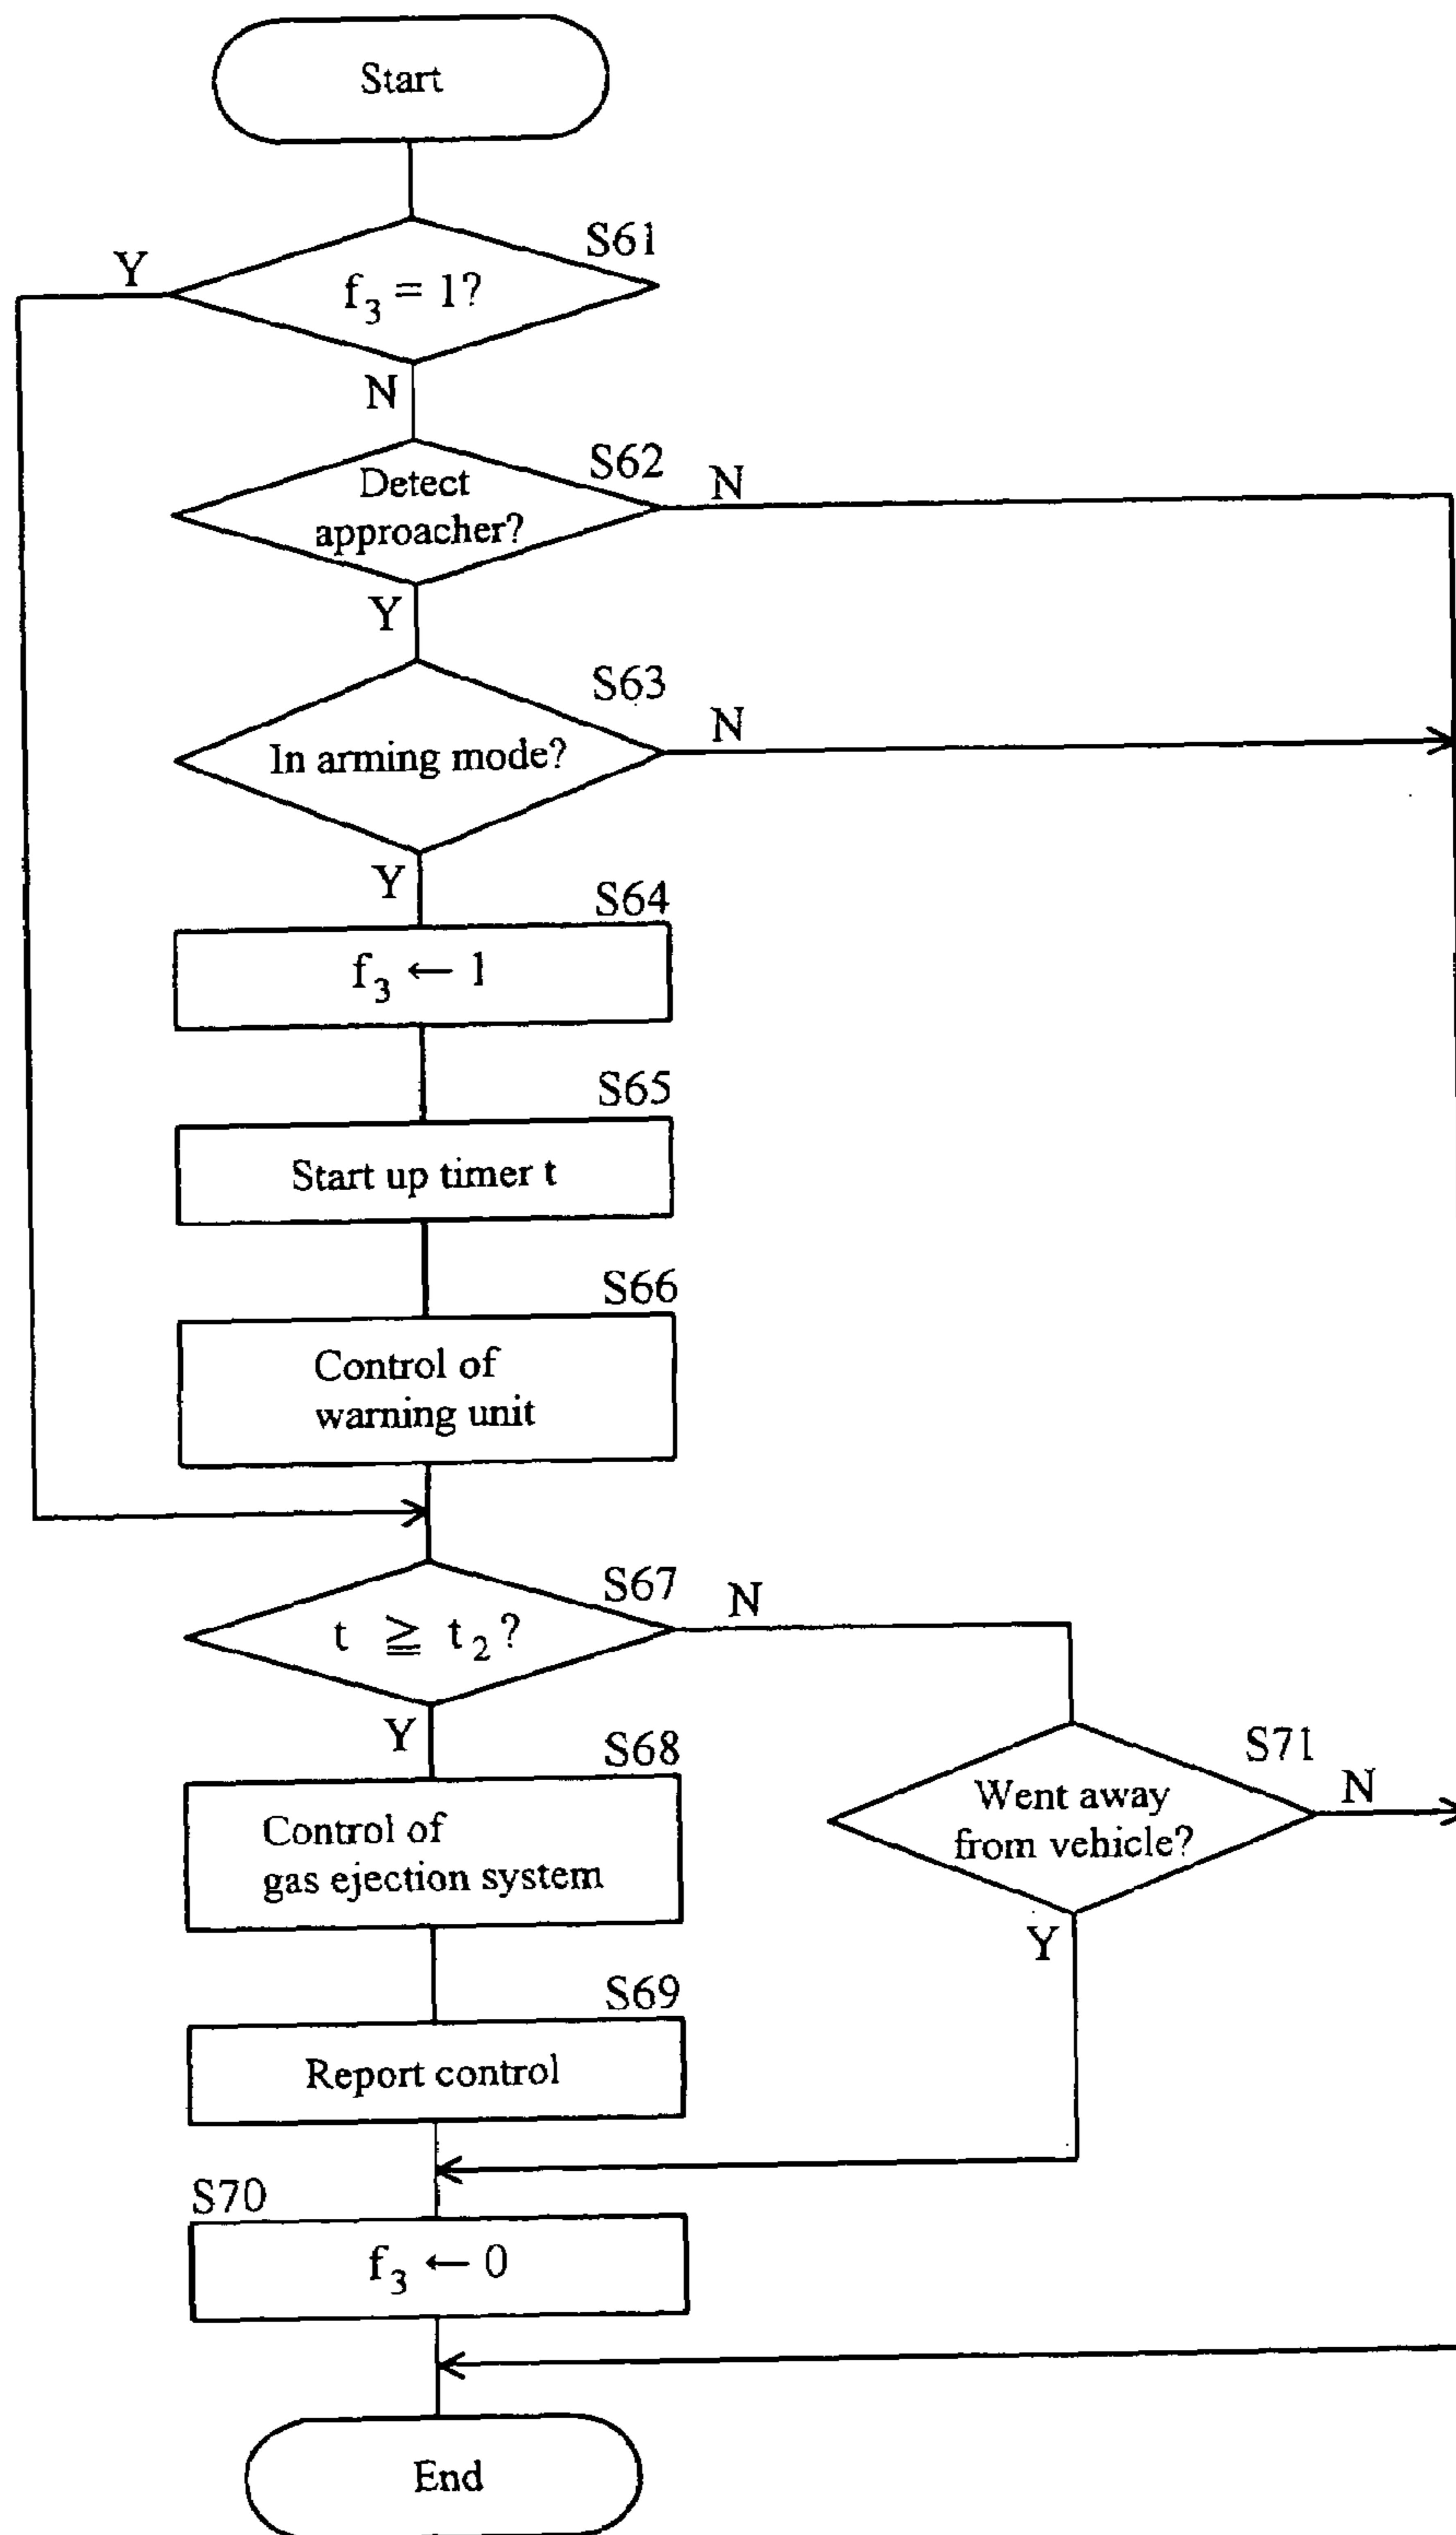 Start
S61
Y
f₃ = 1?
N
S62
N
Detect
approacher?
Y
S63
N
In arming mode?
Y
S64
f₃ ← 1
S65
Start up timer t
S66
Control of
warning unit
S67
N
t ≧ t₂?
Y
S68
Control of
gas ejection system
S71
N
Went away
from vehicle?
Y
S69
Report control
S70
f₃ ← 0
End